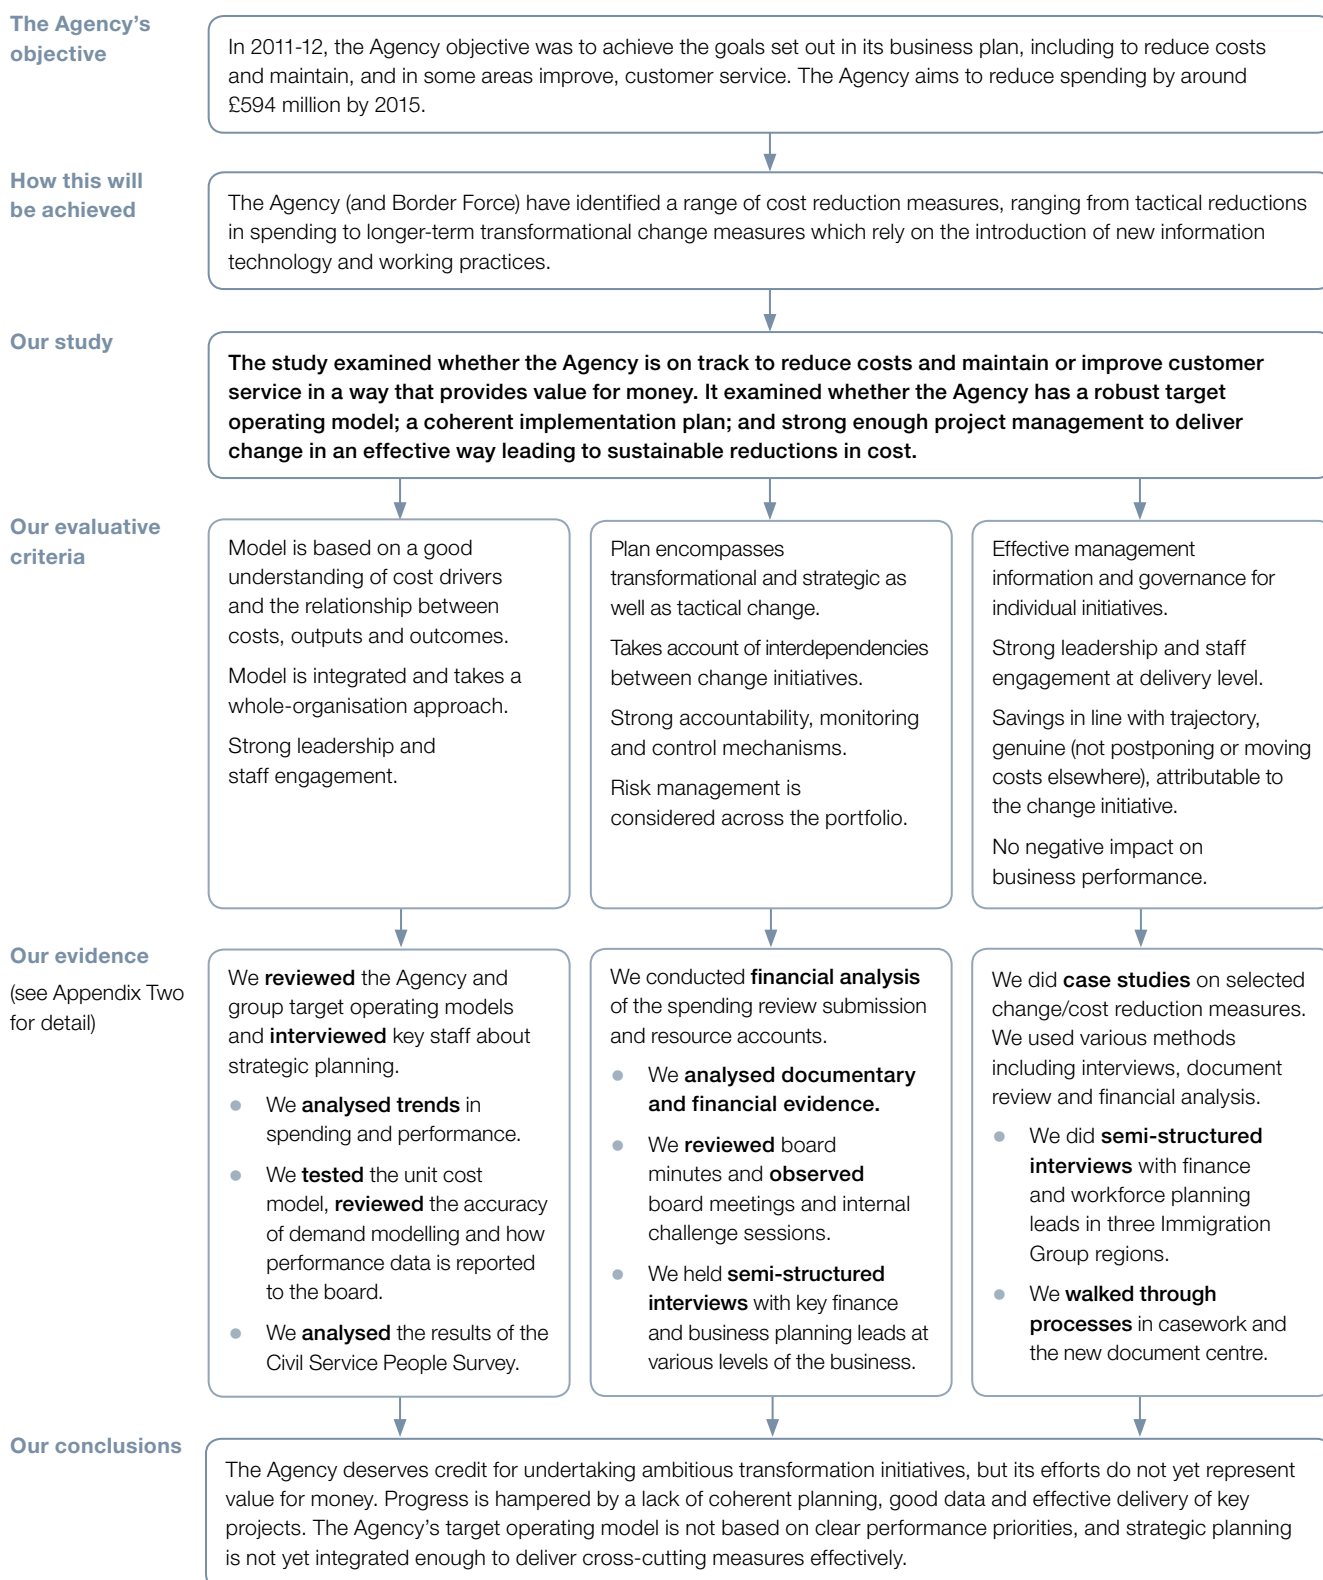 The Agency’s
objective
In 2011-12, the Agency objective was to achieve the goals set out in its business plan, including to reduce costs
and maintain, and in some areas improve, customer service. The Agency aims to reduce spending by around
£594 million by 2015.
How this will
be achieved
The Agency (and Border Force) have identified a range of cost reduction measures, ranging from tactical reductions
in spending to longer-term transformational change measures which rely on the introduction of new information
technology and working practices.
Our study
The study examined whether the Agency is on track to reduce costs and maintain or improve customer
service in a way that provides value for money. It examined whether the Agency has a robust target
operating model; a coherent implementation plan; and strong enough project management to deliver
change in an effective way leading to sustainable reductions in cost.
Our evaluative
criteria
Model is based on a good
understanding of cost drivers
and the relationship between
costs, outputs and outcomes.
Model is integrated and takes a
whole-organisation approach.
Strong leadership and
staff engagement.
Plan encompasses
transformational and strategic as
well as tactical change.
Takes account of interdependencies
between change initiatives.
Strong accountability, monitoring
and control mechanisms.
Risk management is
considered across the portfolio.
Effective management
information and governance for
individual initiatives.
Strong leadership and staff
engagement at delivery level.
Savings in line with trajectory,
genuine (not postponing or moving
costs elsewhere), attributable to
the change initiative.
No negative impact on
business performance.
Our evidence
(see Appendix Two
for detail)
We reviewed the Agency and
group target operating models
and interviewed key staff about
strategic planning.
● We analysed trends in
spending and performance.
● We tested the unit cost
model, reviewed the accuracy
of demand modelling and how
performance data is reported
to the board.
● We analysed the results of the
Civil Service People Survey.
We conducted financial analysis
of the spending review submission
and resource accounts.
● We analysed documentary
and financial evidence.
● We reviewed board
minutes and observed
board meetings and internal
challenge sessions.
● We held semi-structured
interviews with key finance
and business planning leads at
various levels of the business.
We did case studies on selected
change/cost reduction measures.
We used various methods
including interviews, document
review and financial analysis.
● We did semi-structured
interviews with finance
and workforce planning
leads in three Immigration
Group regions.
● We walked through
processes in casework and
the new document centre.
Our conclusions
The Agency deserves credit for undertaking ambitious transformation initiatives, but its efforts do not yet represent
value for money. Progress is hampered by a lack of coherent planning, good data and effective delivery of key
projects. The Agency’s target operating model is not based on clear performance priorities, and strategic planning
is not yet integrated enough to deliver cross-cutting measures effectively.